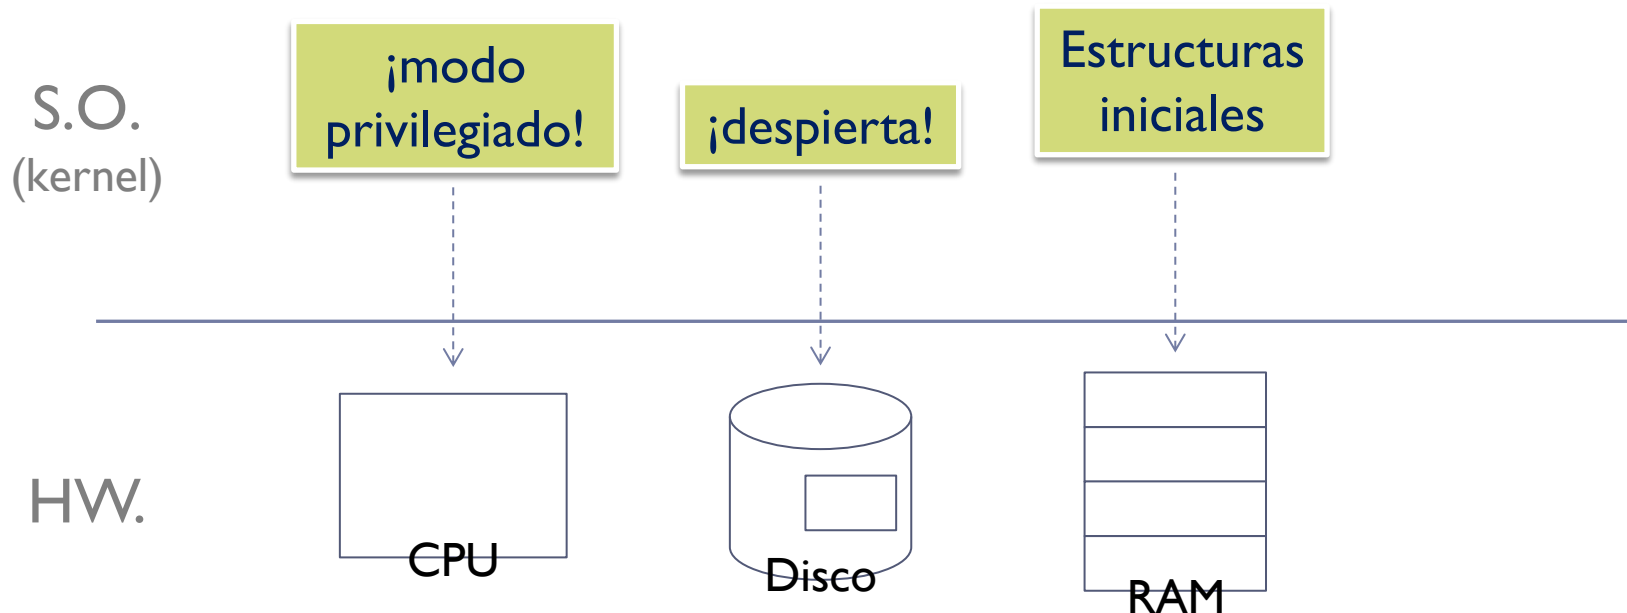 S.O.
(kernel)
¡modo
privilegiado!
¡despierta!
Estructuras
iniciales
HW.
CPU
Disco
RAM